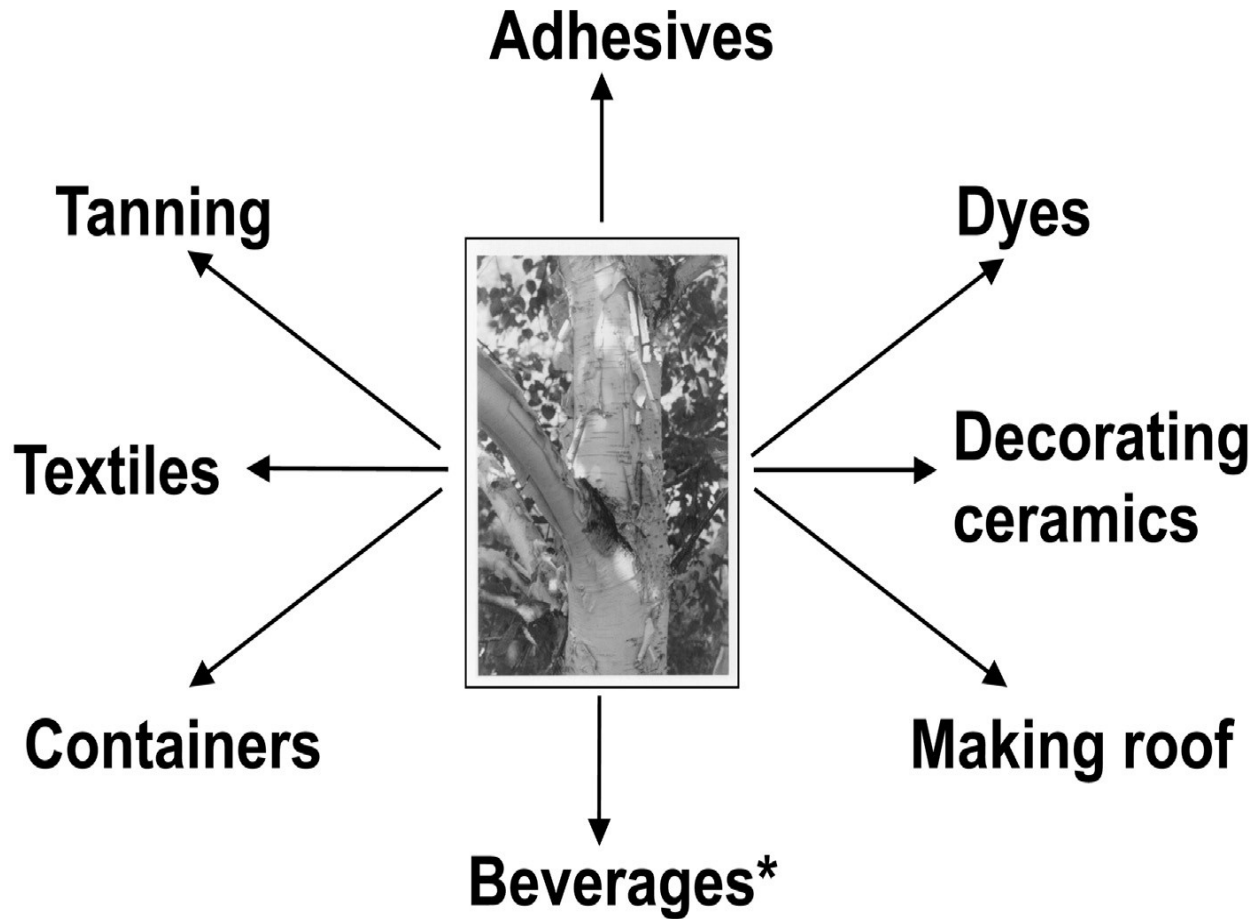 Adhesives
Tanning
Dyes
Textiles
Decorating
ceramics
Containers
Making roof
Beverages*